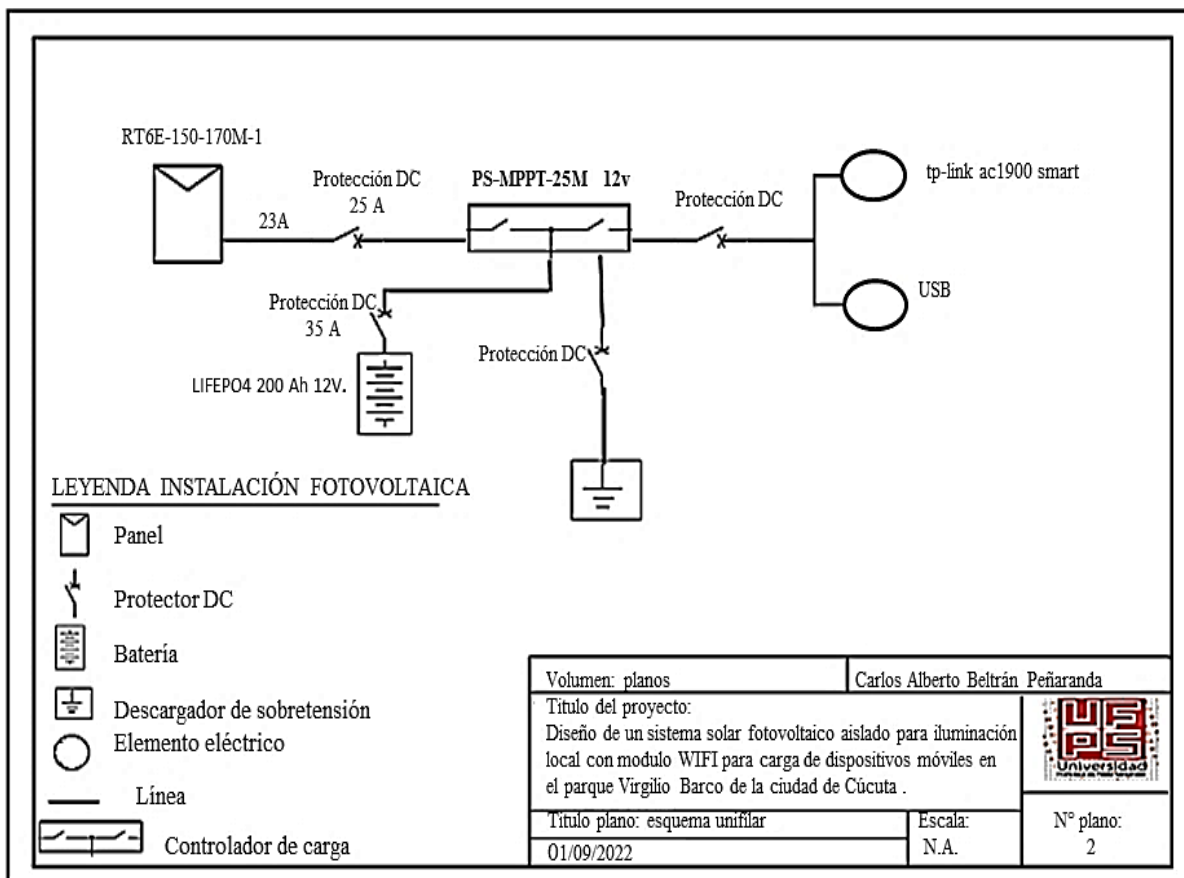 RT6E-150-170M-1
23A
Protección DC
25 A
PS-MPPT-25M 12v
Protección DC
tp-link ac1900 smart
USB
Protección DC
35 A
LIFEPO4 200 Ah 12V.
Protección DC
LEYENDA INSTALACIÓN FOTOVOLTAICA
Panel
Protector DC
Batería
Descargador de sobretensión
Elemento eléctrico
Línea
Controlador de carga
Volumen: planos
Carlos Alberto Beltrán Peñaranda
Titulo del proyecto:
Diseño de un sistema solar fotovoltaico aislado para iluminación
local con modulo WIFI para carga de dispositivos móviles en
el parque Virgilio Barco de la ciudad de Cúcuta .
UFPS
Universidad
Titulo plano: esquema unifilar
01/09/2022
Escala:
N.A.
N° plano:
2